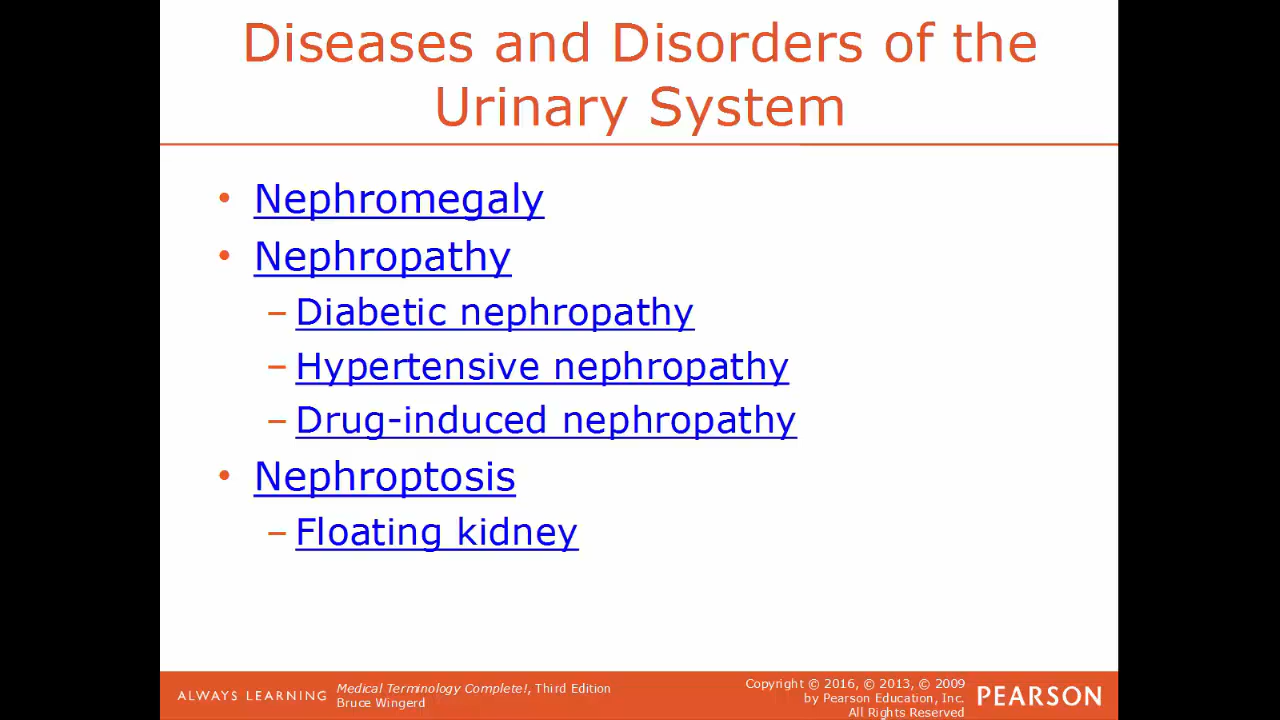 Diseases and Disorders of the
Urinary System
• Nephromegaly
• Nephropathy
– Diabetic nephropathy
– Hypertensive nephropathy
– Drug-induced nephropathy
• Nephroptosis
– Floating kidney
ALWAYS LEARNING
Medical Terminology Complete!, Third Edition
Bruce Wingerd
Copyright © 2016, © 2013, © 2009
by Pearson Education, Inc.
All Rights Reserved
PEARSON